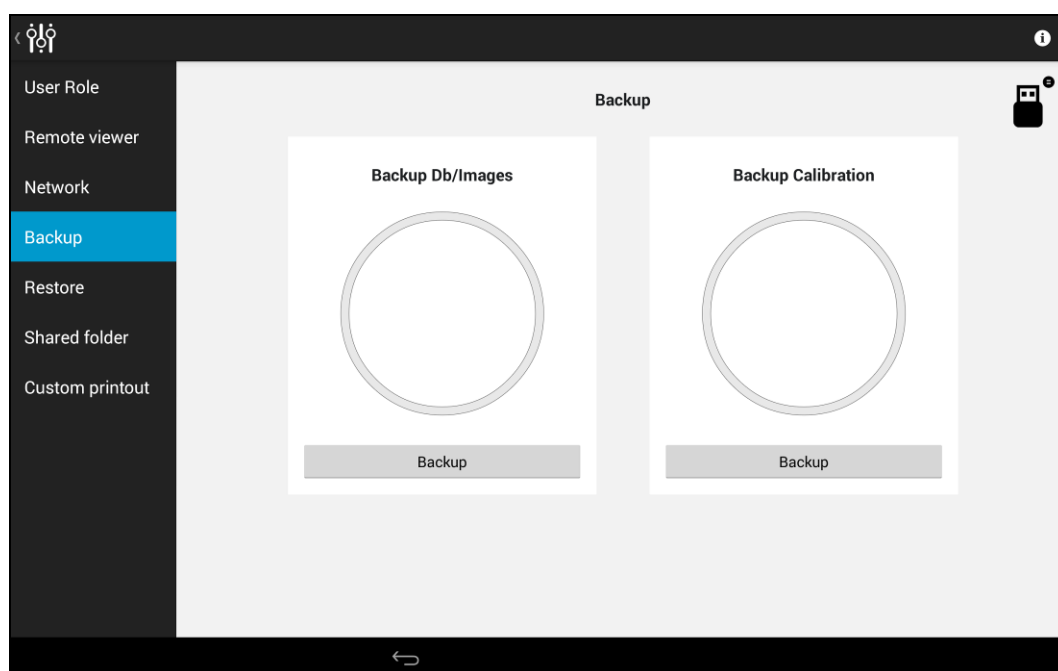 User Role
Remote viewer
Network
Backup
Restore
Shared folder
Custom printout
Backup
Backup Db/Images
Backup
Backup Calibration
Backup